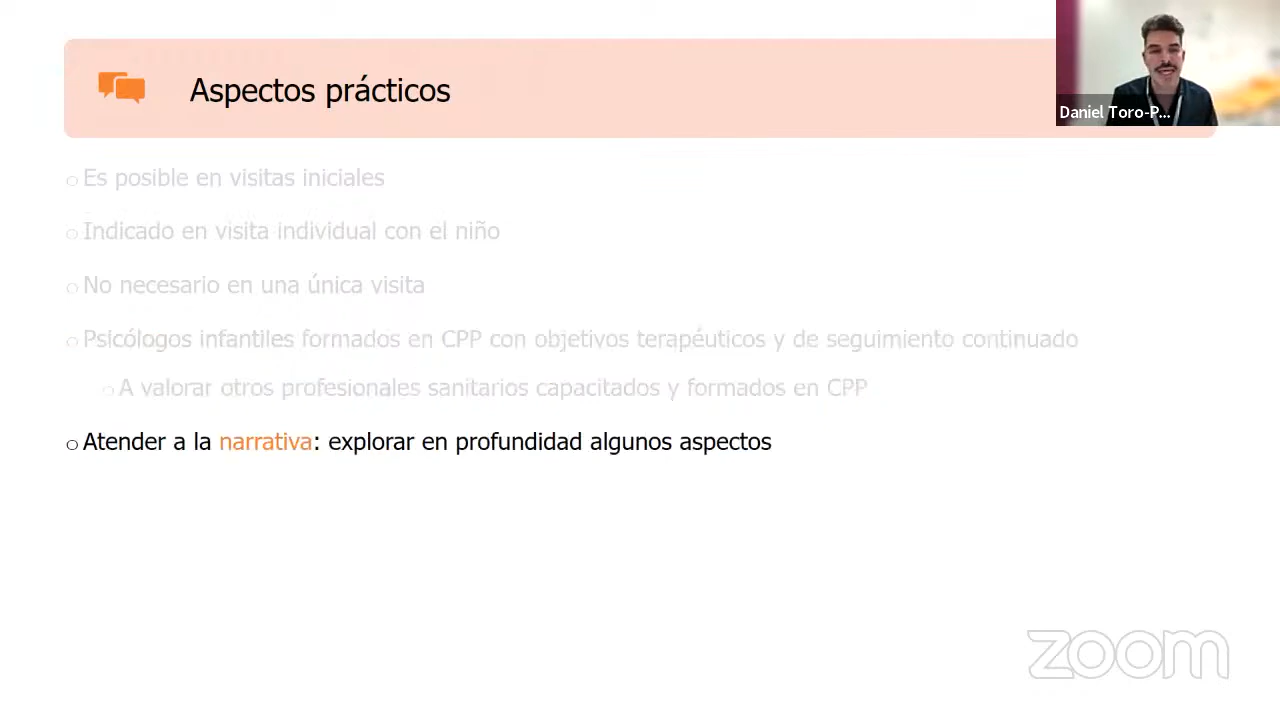 Aspectos prácticos
Daniel Toro-P...
○ Es posible en visitas iniciales
○ Indicado en visita individual con el niño
○ No necesario en una única visita
○ Psicólogos infantiles formados en CPP con objetivos terapéuticos y de seguimiento continuado
○ A valorar otros profesionales sanitarios capacitados y formados en CPP
○ Atender a la narrativa: explorar en profundidad algunos aspectos
zoom